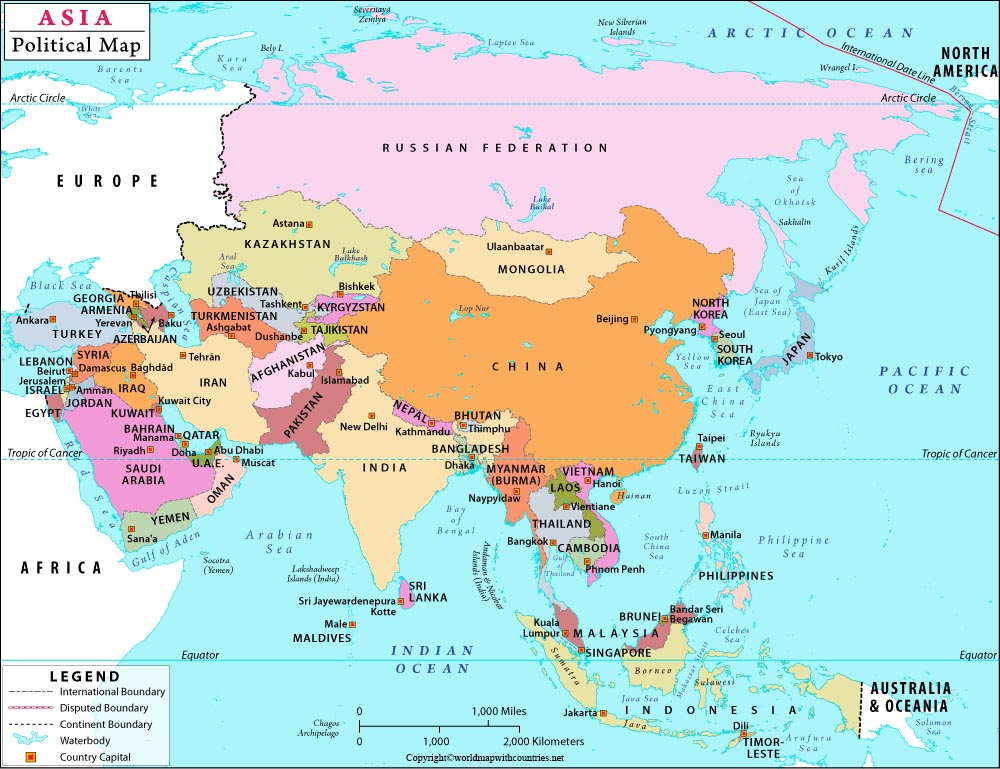 ASIA
Political Map
Severnaya
Zemlya
New Siberian
Islands
ARCTIC OCEAN
International Date Line
NORTH
AMERICA
Barents
Sea
Kara
Sea
Bely I.
Laptev Sea
Wrangel I.
Arctic Circle
Arctic Circle
White
Sea
Bering
Strait
RUSSIAN FEDERATION
EUROPE
Bering
sea
Sea
of
Okhotsk
Lake
Baikal
Sakhalin
Astana
KAZAKHSTAN
Ulaanbaatar
MONGOLIA
Kuril Islands
Aral
Sea
Lake
Balkhash
Black Sea
Caspian Sea
Bishkek
UZBEKISTAN
Tashkent
KYRGYZSTAN
GEORGIA
Tbilisi
ARMENIA
Yerevan
Baku
AZERBAIJAN
Ankara
TURKEY
TURKMENISTAN
Ashgabat
Dushanbe
TAJIKISTAN
Lop Nur
Beijing
NORTH
KOREA
Pyongyang
Seoul
SOUTH
KOREA
Sea of
Japan
(East Sea)
JAPAN
Tokyo
Yellow
Sea
CHINA
PACIFIC
OCEAN
LEBANON
Beirut
SYRIA
Damascus
Baghdād
Tehrān
Jerusalem
ISRAEL
Ammān
JORDAN
IRAQ
IRAN
AFGHANISTAN
Kabul
Islamabad
PAKISTAN
EGYPT
KUWAIT
Kuwait City
BAHRAIN
Manama
QATAR
Doha
Abu Dhabi
U.A.E.
Muscat
Riyadh
SAUDI
ARABIA
OMAN
Red Sea
New Delhi
NEPAL
Kathmandu
BHUTAN
Thimphu
BANGLADESH
Dhaka
INDIA
East
China
Sea
Ryukyu
Islands
Taipei
TAIWAN
Tropic of Cancer
Tropic of Cancer
MYANMAR
(BURMA)
Naypyidaw
VIETNAM
Hanoi
LAOS
Vientiane
Hainan
Luzon Strait
YEMEN
Sana'a
Gulf of Aden
Socotra
(Yemen)
Arabian
Sea
Bay
of
Bengal
THAILAND
Bangkok
CAMBODIA
Phnom Penh
Gulf
of
Thailand
South
China
Sea
Manila
Philippine
Sea
PHILIPPINES
AFRICA
Lakshadweep
Islands (India)
Andaman & Nicobar
Islands (India)
Sri Jayewardenepura
Kotte
SRI
LANKA
Male
MALDIVES
Kuala
Lumpur
MALAYSIA
BRUNEI
Bandar Seri
Begawan
SINGAPORE
Celebes
Sea
Equator
Equator
INDIAN
OCEAN
Sumatra
Borneo
Makassar Strait
Sulawesi
Java Sea
Jakarta
Java
INDONESIA
Dili
TIMOR-
LESTE
Arafura
Sea
AUSTRALIA
& OCEANIA
Solomon
Sea
Chagos
Archipelago
LEGEND
International Boundary
Disputed Boundary
Continent Boundary
Waterbody
Country Capital
0 1,000 Miles
0 1,000 2,000 Kilometers
Copyright©worldmapwithcountries.net